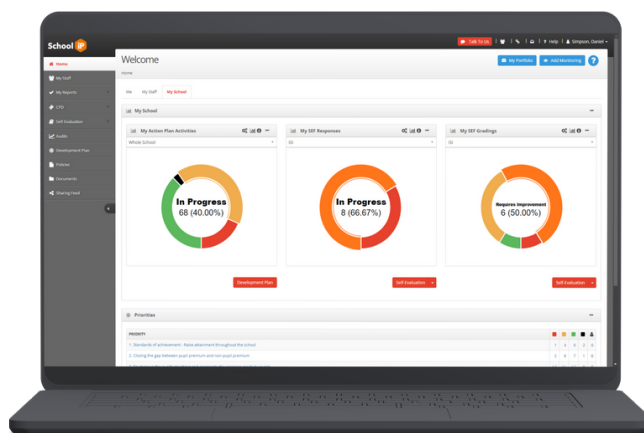 School iP
Talk To Us
Help
Simpson, Daniel
Home
My Staff
My Reports
CPD
Self Evaluation
Audits
Development Plan
Policies
Documents
Sharing Feed
Welcome
My Portfolio
Add Monitoring
?
Home
Me
My Staff
My School
My School
My Action Plan Activities
Whole School
In Progress
68 (40.00%)
Development Plan
My SEF Responses
In Progress
8 (66.67%)
Self-Evaluation
My SEF Gradings
Requires Improvement
6 (50.00%)
Self-Evaluation
Priorities
PRIORITY
1. Standards of achievement - Raise attainment throughout the school
2. Closing the gap between pupil premium and non-pupil premium